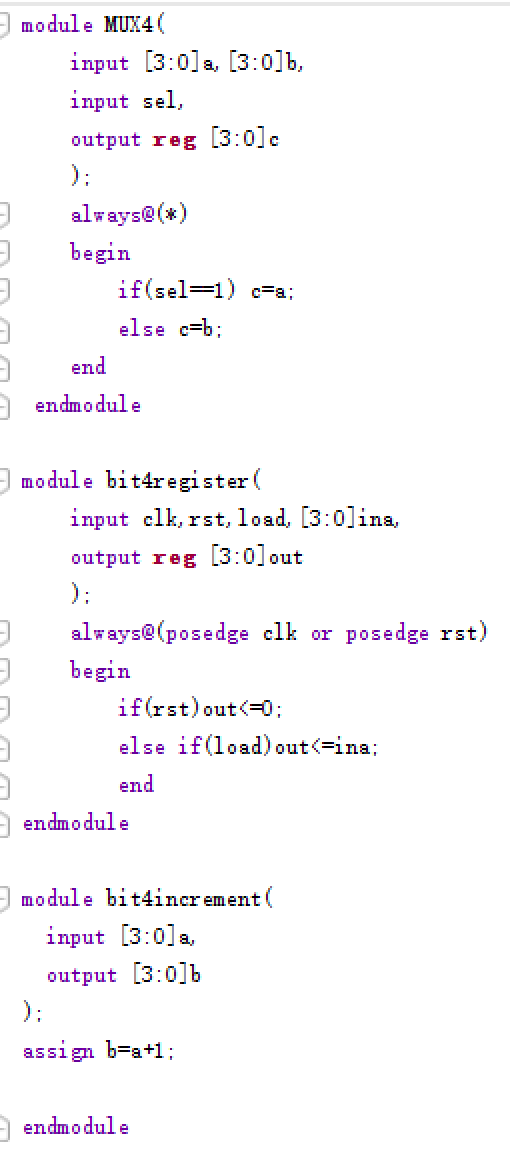 module MUX4(
input [3:0]a,[3:0]b,
input sel,
output reg [3:0]c
);
always@(*)
begin
if(sel==1) c=a;
else c=b;
end
endmodule
module bit4register(
input clk,rst,load,[3:0]ina,
output reg [3:0]out
);
always@(posedge clk or posedge rst)
begin
if(rst)out<=0;
else if(load)out<=ina;
end
endmodule
module bit4increment(
input [3:0]a,
output [3:0]b
);
assign b=a+1;
endmodule